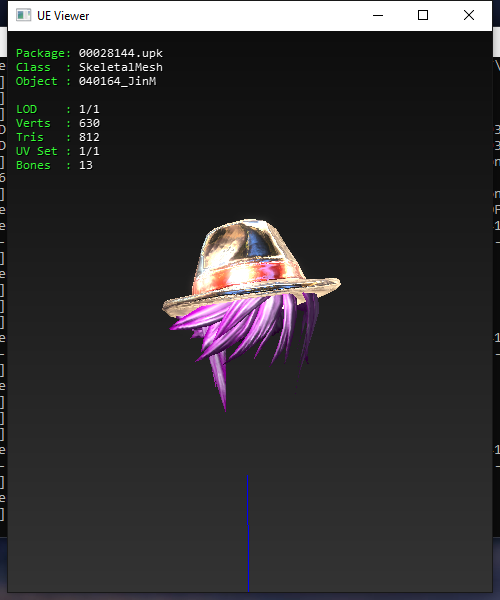 UE Viewer
Package: 00028144.upk
Class  : SkeletalMesh
Object : 040164_JinM
LOD    : 1/1
Verts  : 630
Tris   : 812
UV Set : 1/1
Bones  : 13